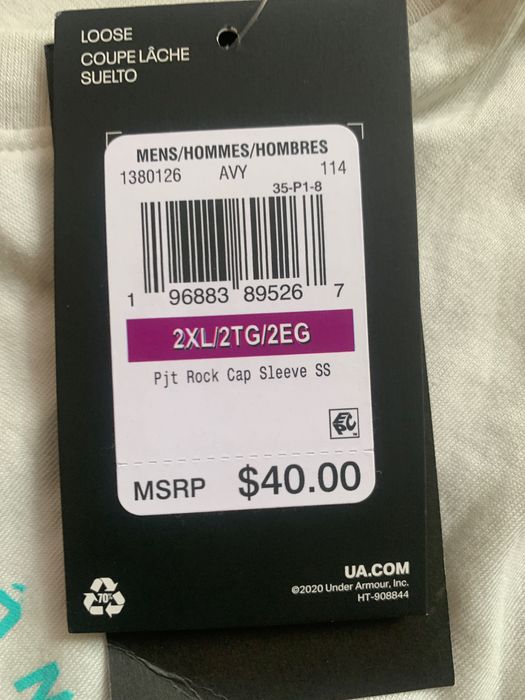 LOOSE
COUPE LÂCHE
SUELTO
MENS/HOMMES/HOMBRES
1380126 AVY 114
35-P1-8
1 96883 89526 7
2XL/2TG/2EG
Pjt Rock Cap Sleeve SS
MSRP $40.00
UA.COM
©2020 Under Armour, Inc.
HT-908844
70%